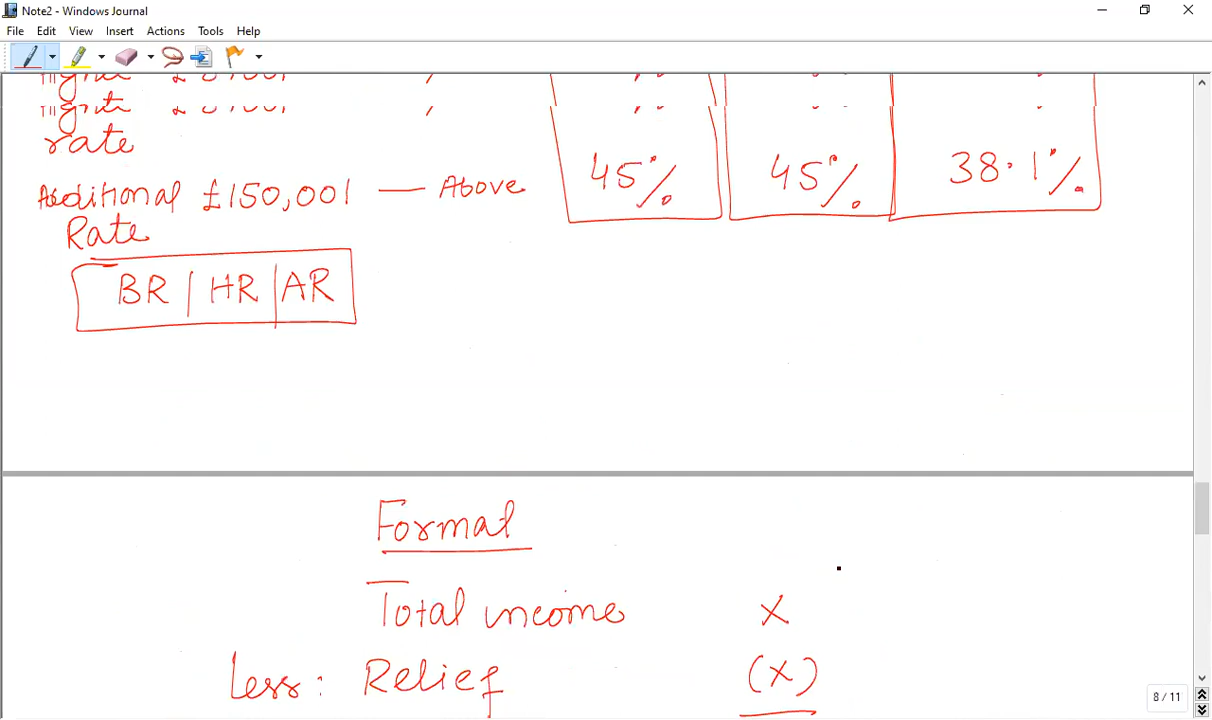 Note2 - Windows Journal
File Edit View Insert Actions Tools Help
rate
Additional £150,001 — Above 45% 45% 38.1%
Rate
BR | HR | AR
Format
Total income X
Less: Relief (X)
8 / 11